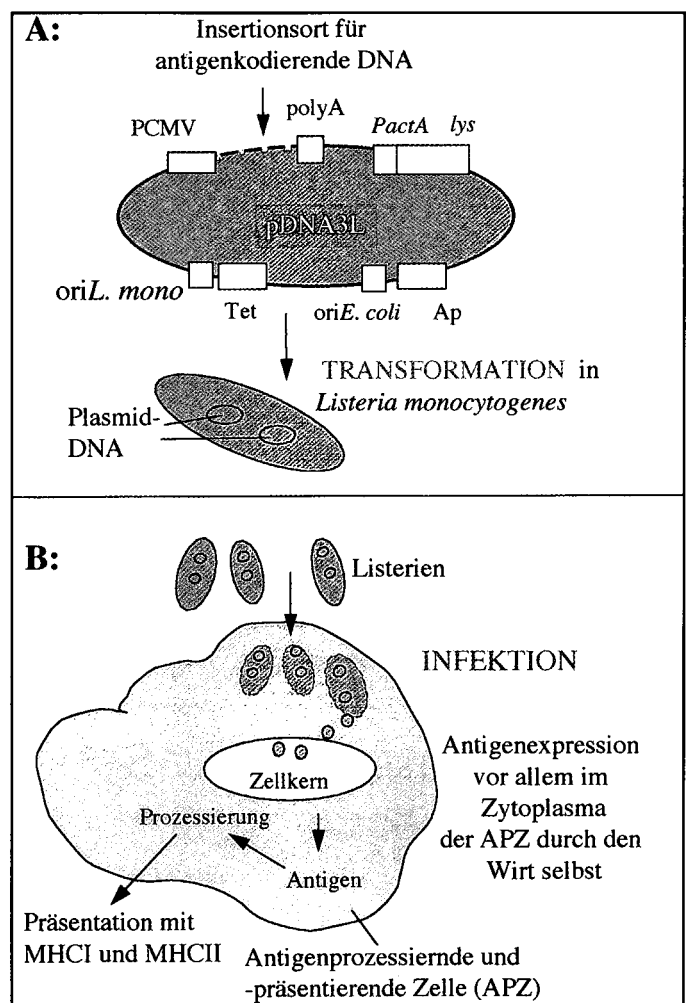 A:
Insertionsort für
antigenkodierende DNA
polyA
PCMV
PactA lys
pDNA3L
oriL. mono
Tet
oriE. coli
Ap
TRANSFORMATION in
Listeria monocytogenes
Plasmid-
DNA
B:
Listerien
INFEKTION
Antigenexpression
vor allem im
Zytoplasma
der APZ durch den
Wirt selbst
Zellkern
Prozessierung
Antigen
Präsentation mit
MHCI und MHCII
Antigenprozessiernde und
-präsentierende Zelle (APZ)